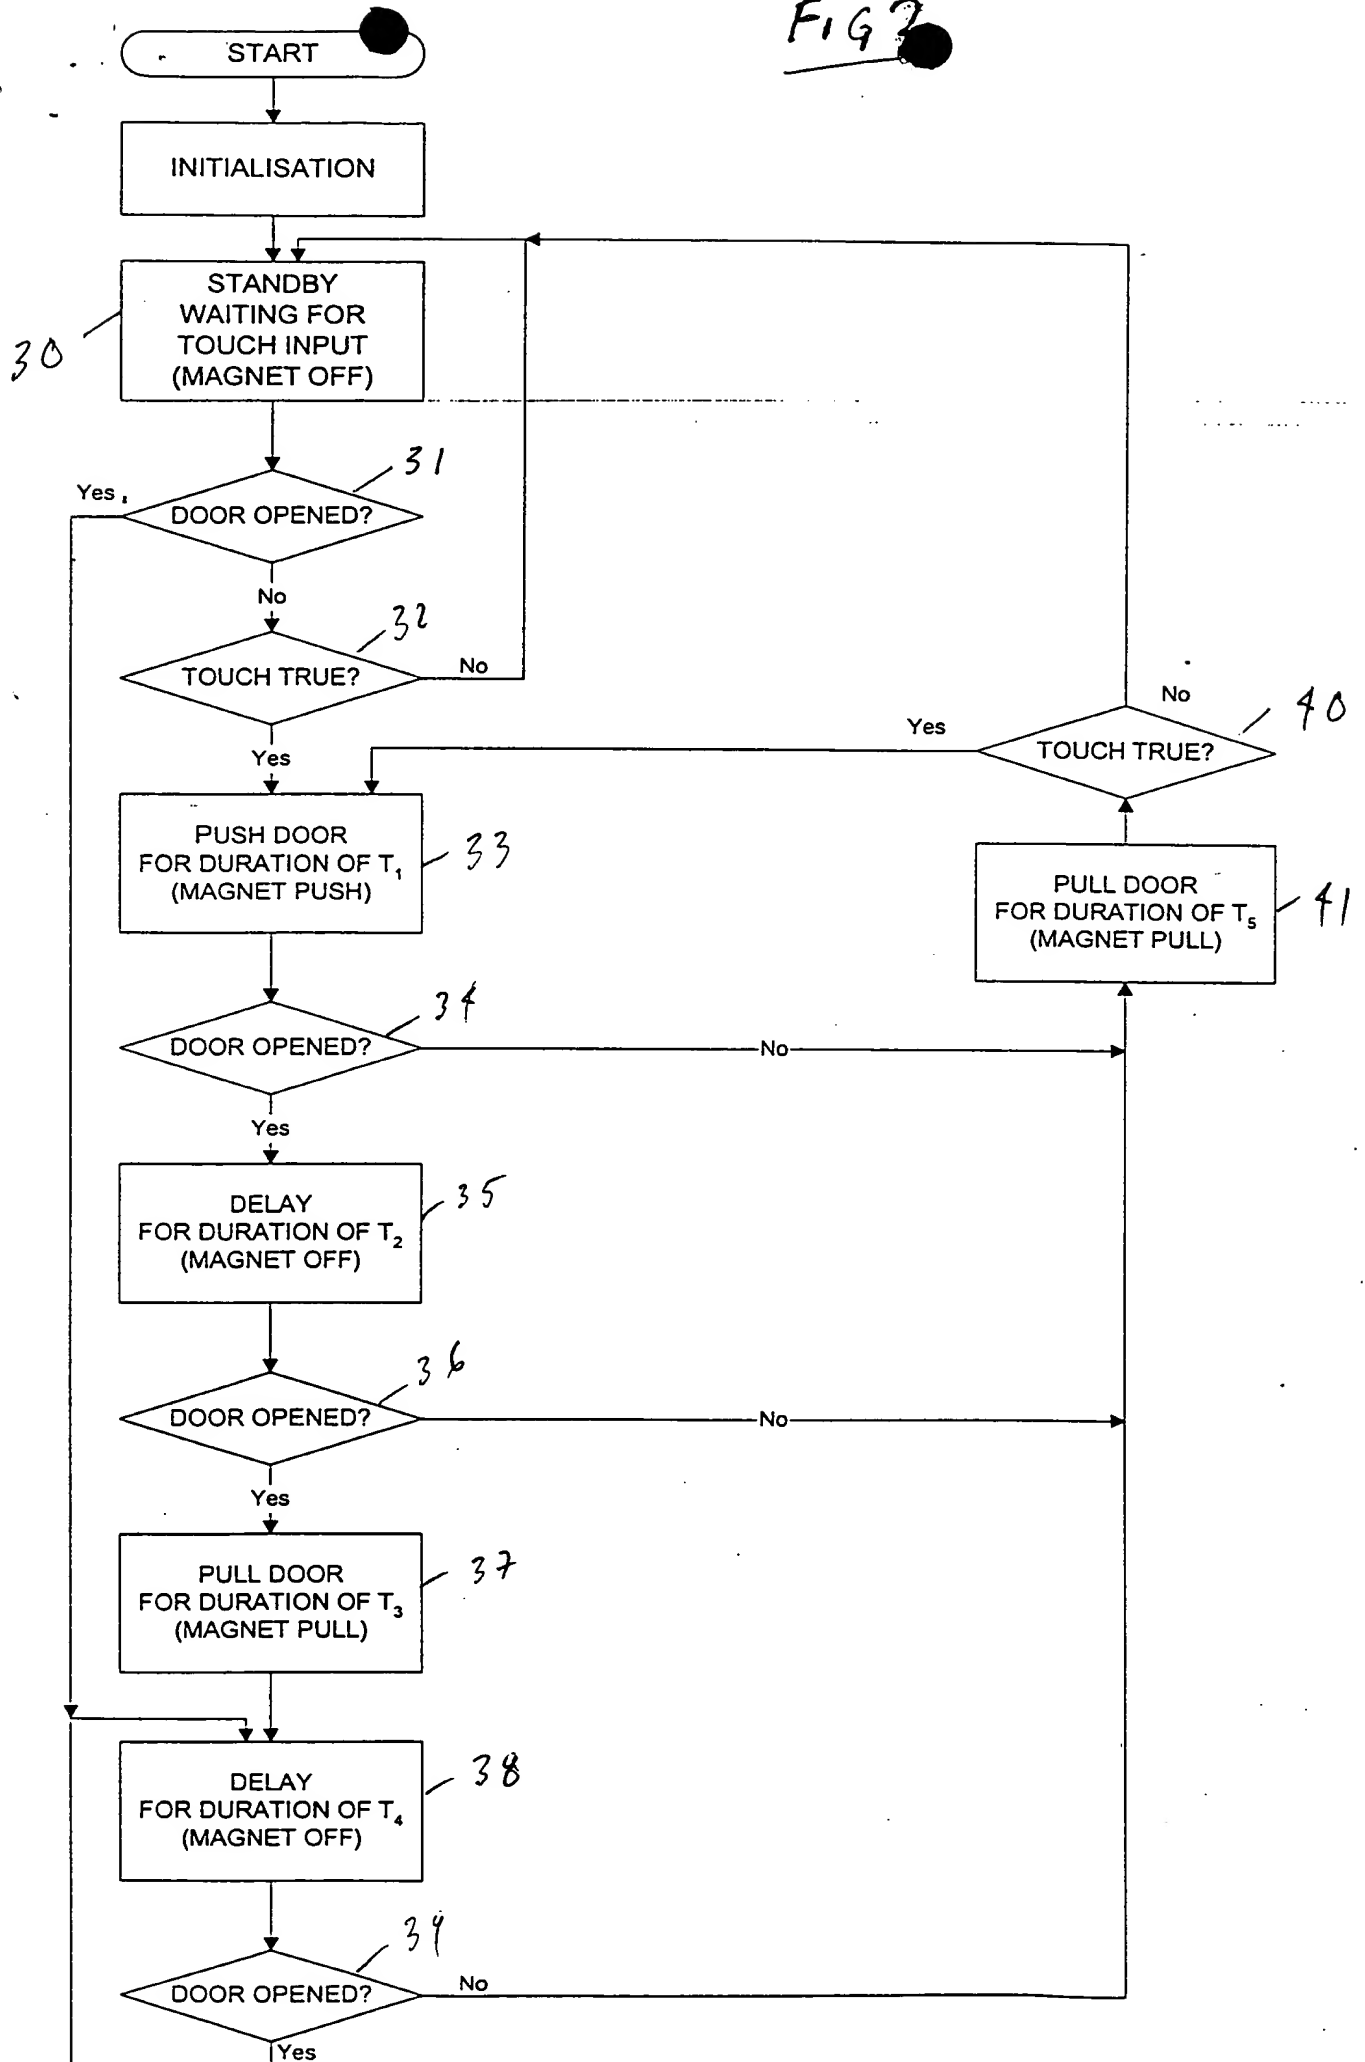 FIG
START
INITIALISATION
STANDBY
WAITING FOR
TOUCH INPUT
(MAGNET OFF)
30
31
Yes
DOOR OPENED?
No
32
TOUCH TRUE?
No
Yes
No
40
Yes
TOUCH TRUE?
PUSH DOOR
FOR DURATION OF T1
(MAGNET PUSH)
33
PULL DOOR
FOR DURATION OF T5
(MAGNET PULL)
41
34
DOOR OPENED?
No
Yes
DELAY
FOR DURATION OF T2
(MAGNET OFF)
35
36
DOOR OPENED?
No
Yes
PULL DOOR
FOR DURATION OF T3
(MAGNET PULL)
37
DELAY
FOR DURATION OF T4
(MAGNET OFF)
38
39
DOOR OPENED?
No
Yes